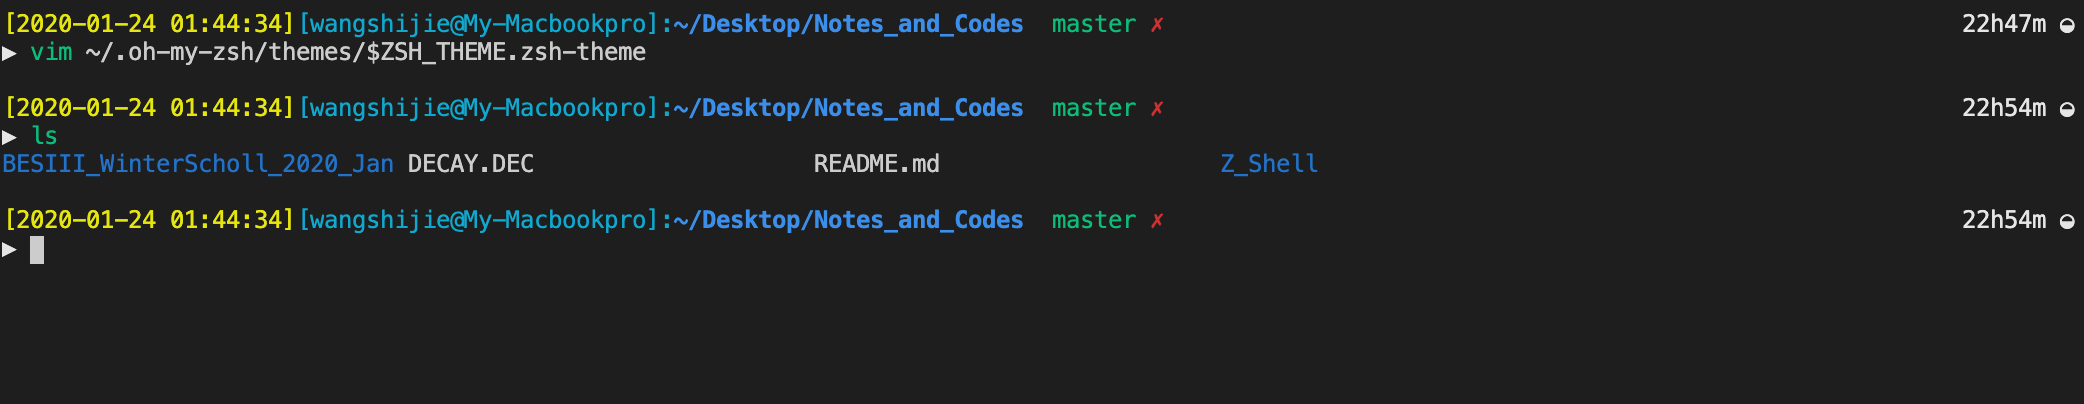 [2020-01-24 01:44:34][wangshijie@My-Macbookpro]:~/Desktop/Notes_and_Codes  master ✗ 22h47m ◒
▶ vim ~/.oh-my-zsh/themes/$ZSH_THEME.zsh-theme
[2020-01-24 01:44:34][wangshijie@My-Macbookpro]:~/Desktop/Notes_and_Codes  master ✗ 22h54m ◒
▶ ls
BESIII_WinterScholl_2020_Jan DECAY.DEC README.md Z_Shell
[2020-01-24 01:44:34][wangshijie@My-Macbookpro]:~/Desktop/Notes_and_Codes  master ✗ 22h54m ◒
▶